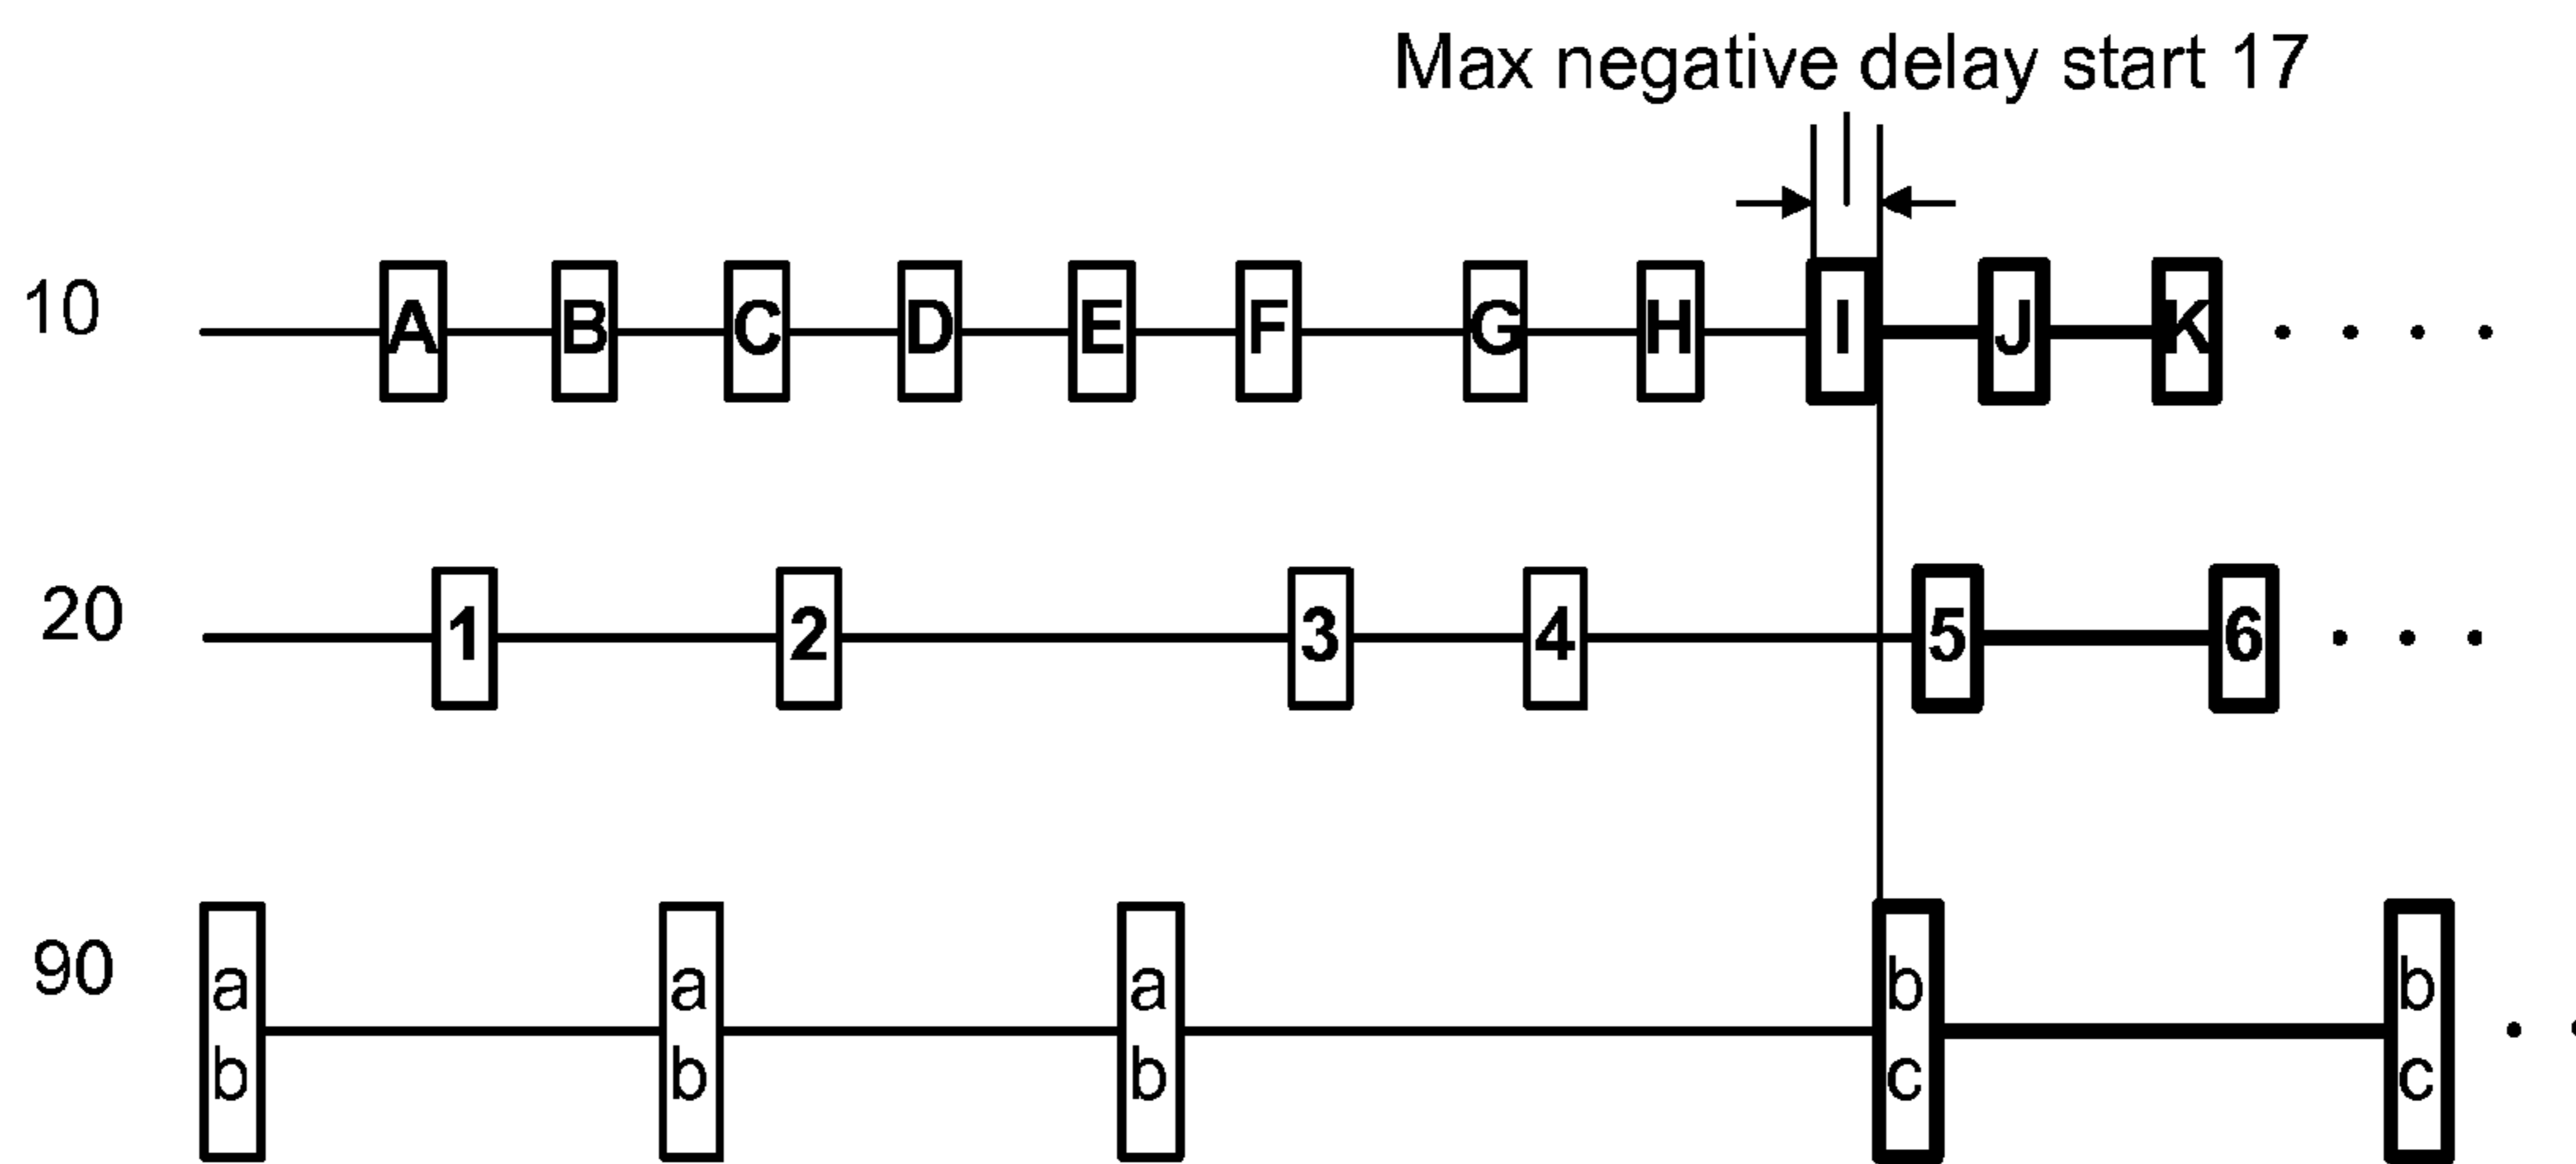 Max negative delay start 17
10 A B C D E F G H I J K . . . .
20 1 2 3 4 5 6 . . .
90 a a a b b . .
b b b c c